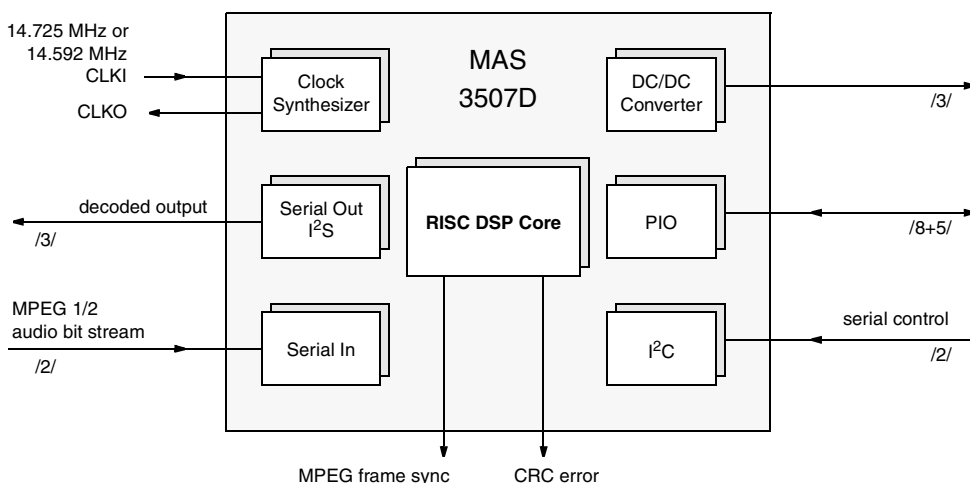 14.725 MHz or
14.592 MHz
CLKI
CLKO
Clock
Synthesizer
MAS
3507D
DC/DC
Converter
/3/
decoded output
/3/
Serial Out
I²S
RISC DSP Core
PIO
/8+5/
MPEG 1/2
audio bit stream
/2/
Serial In
I²C
serial control
/2/
MPEG frame sync
CRC error